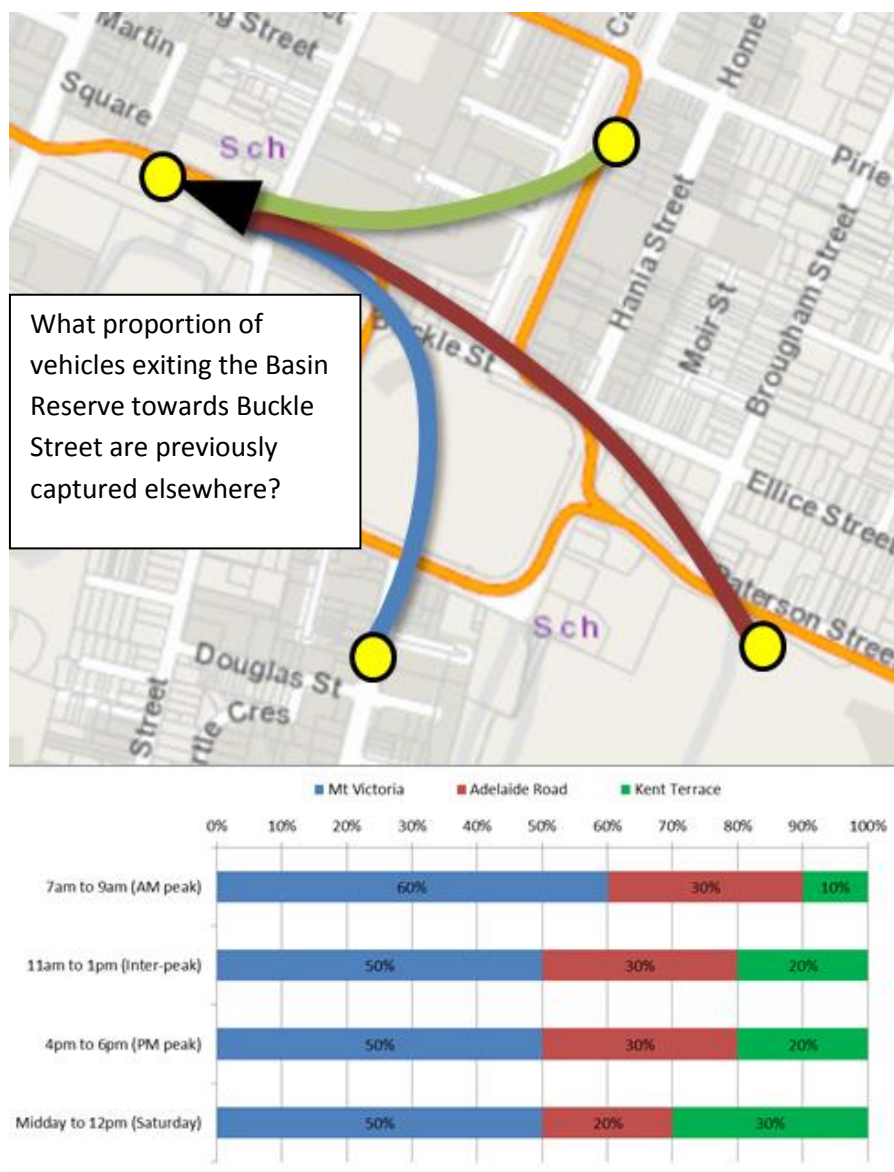 Martin
g Street
Ca
Home
Square
Sch
Pirie
Hania Street
Moir St
Brougham Street
What proportion of
vehicles exiting the Basin
Reserve towards Buckle
Street are previously
captured elsewhere?
B ckle St
Ellice Street
Paterson Street
Sch
Douglas St
Cres
Street
rtle
Mt Victoria Adelaide Road Kent Terrace
0% 10% 20% 30% 40% 50% 60% 70% 80% 90% 100%
7am to 9am (AM peak) 60% 30% 10%
11am to 1pm (Inter-peak) 50% 30% 20%
4pm to 6pm (PM peak) 50% 30% 20%
Midday to 12pm (Saturday) 50% 20% 30%